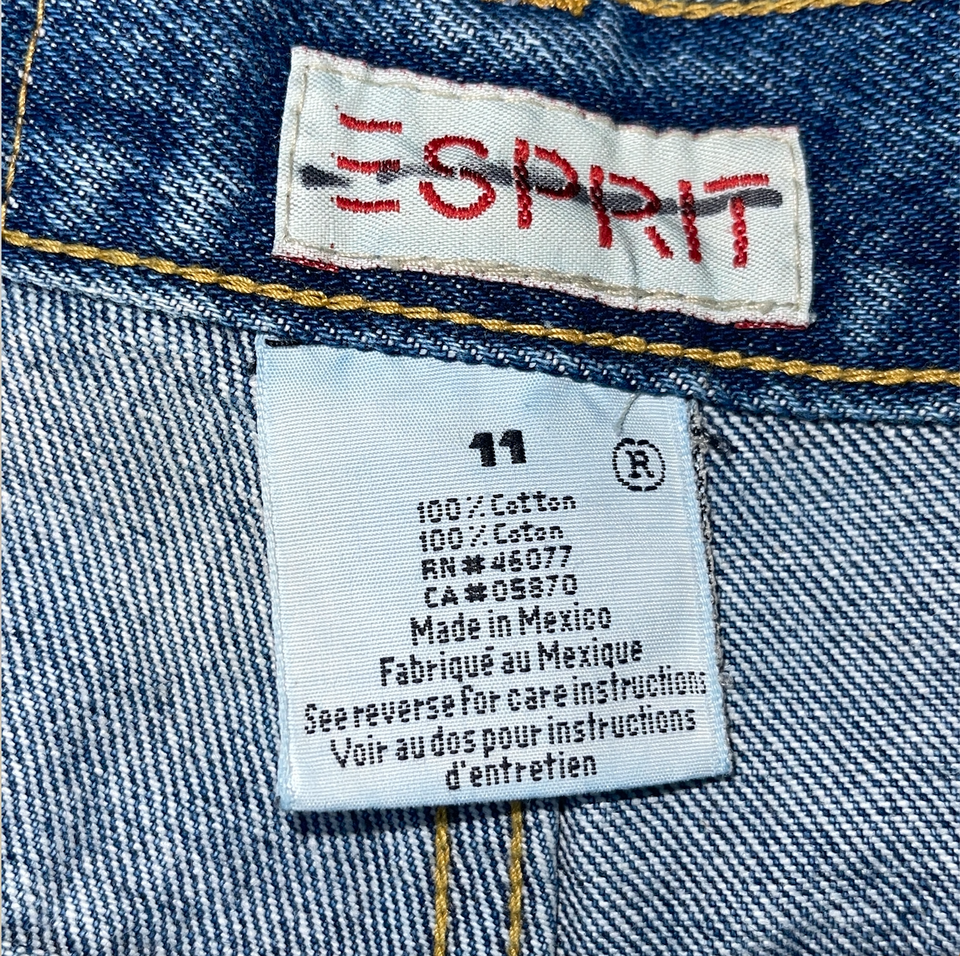 ESPRIT
11 ®
100% Cotton
100% Coton
RN#46077
CA#05870
Made in Mexico
Fabriqué au Mexique
See reverse for care instructions
Voir au dos pour instructions
d'entretien